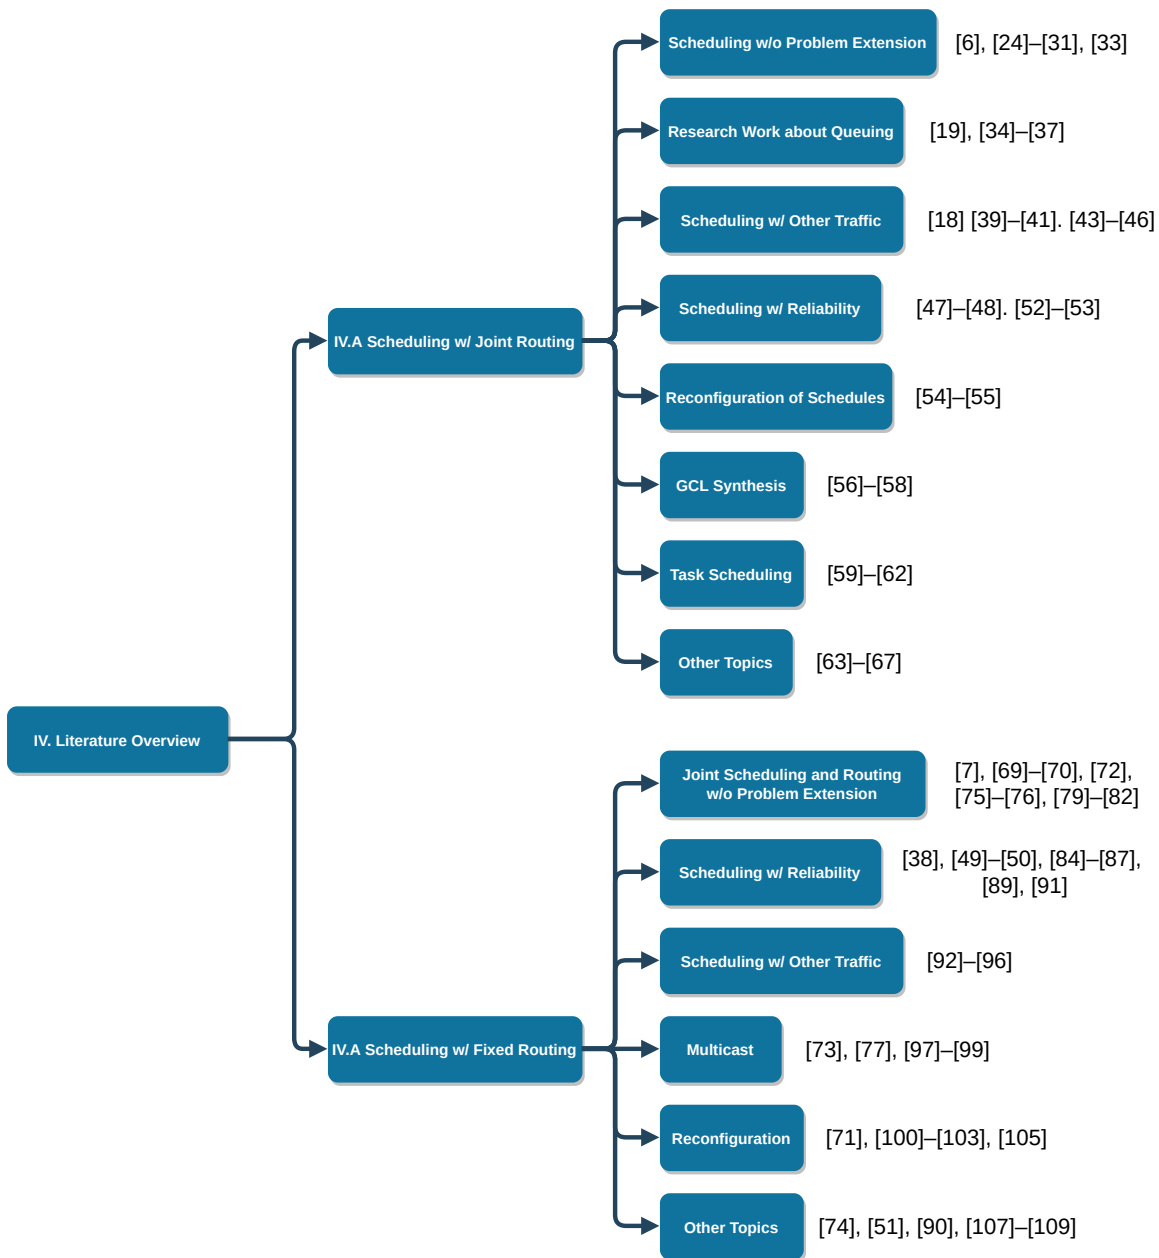 IV. Literature Overview
IV.A Scheduling w/ Joint Routing
Scheduling w/o Problem Extension
[6], [24]–[31], [33]
Research Work about Queuing
[19], [34]–[37]
Scheduling w/ Other Traffic
[18] [39]–[41]. [43]–[46]
Scheduling w/ Reliability
[47]–[48]. [52]–[53]
Reconfiguration of Schedules
[54]–[55]
GCL Synthesis
[56]–[58]
Task Scheduling
[59]–[62]
Other Topics
[63]–[67]
IV.A Scheduling w/ Fixed Routing
Joint Scheduling and Routing
w/o Problem Extension
[7], [69]–[70], [72],
[75]–[76], [79]–[82]
Scheduling w/ Reliability
[38], [49]–[50], [84]–[87],
[89], [91]
Scheduling w/ Other Traffic
[92]–[96]
Multicast
[73], [77], [97]–[99]
Reconfiguration
[71], [100]–[103], [105]
Other Topics
[74], [51], [90], [107]–[109]